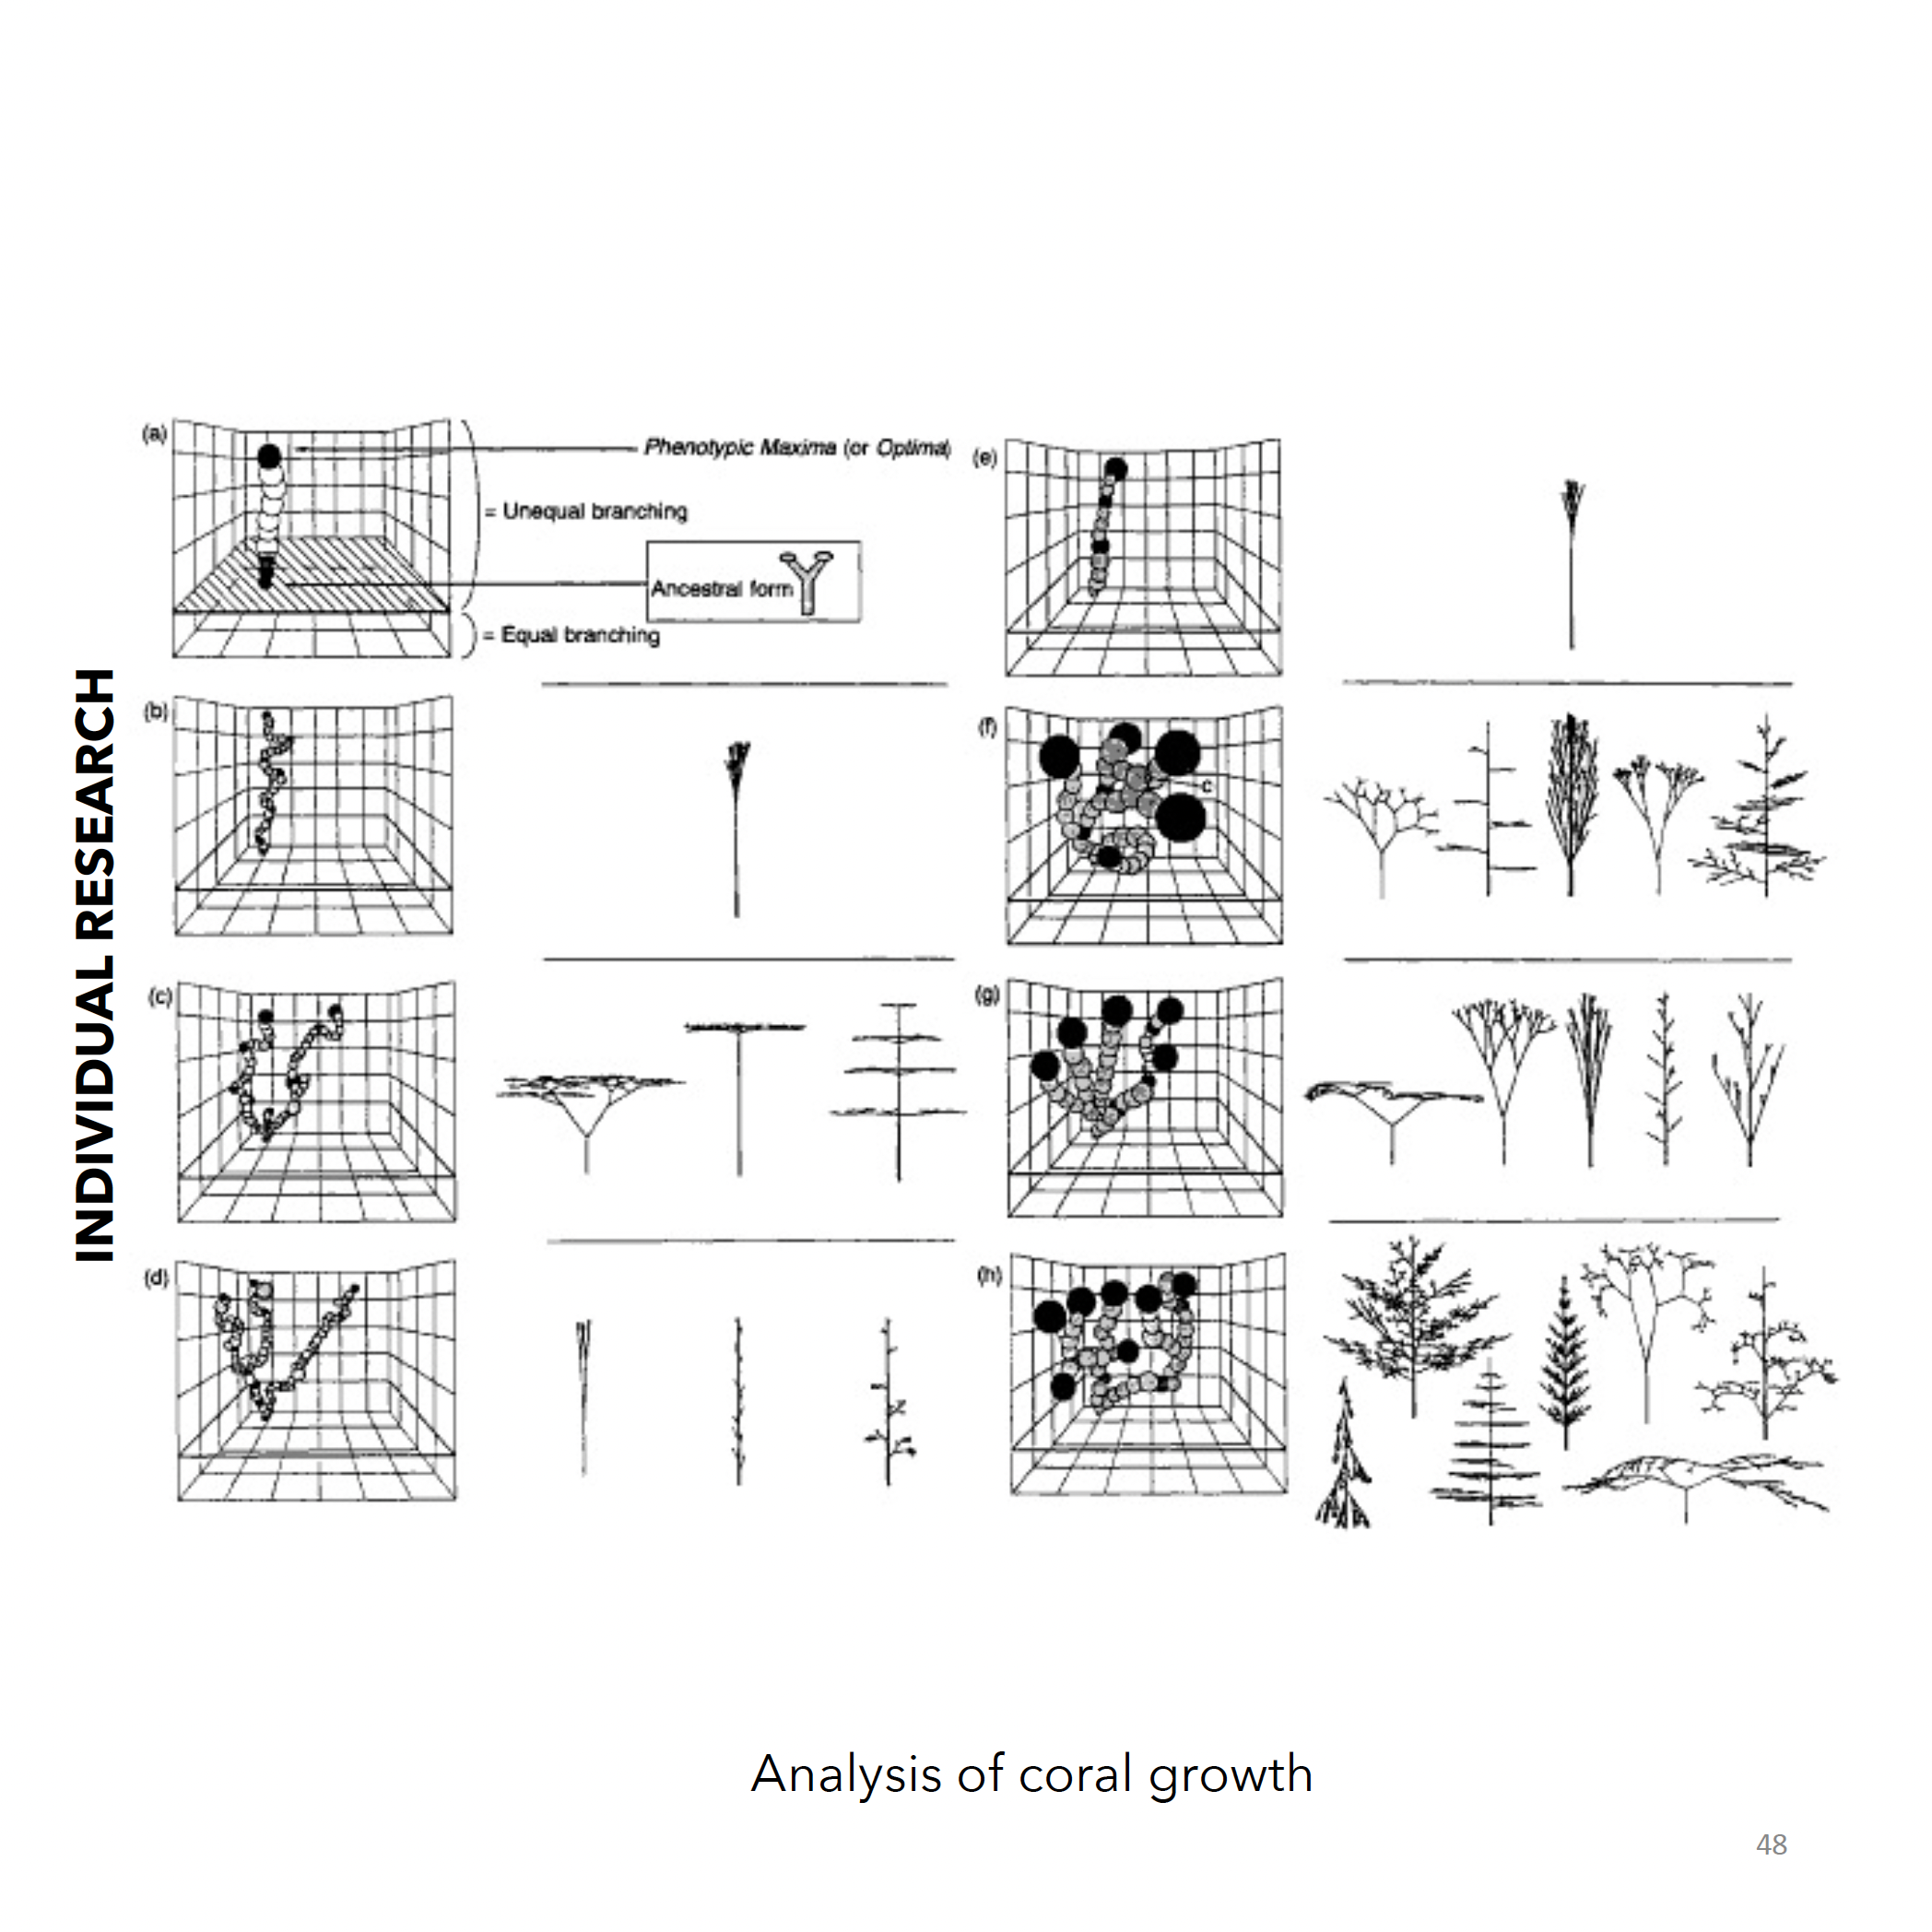 INDIVIDUAL RESEARCH
(a)
Phenotypic Maxima (or Optima)
= Unequal branching
Ancestral form
= Equal branching
(b)
(c)
(d)
(e)
(f)
c
(g)
(h)
Analysis of coral growth
48